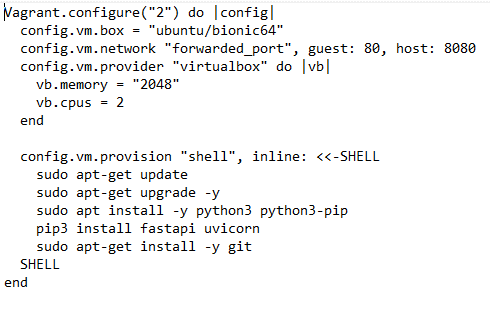 Vagrant.configure("2") do |config|
  config.vm.box = "ubuntu/bionic64"
  config.vm.network "forwarded_port", guest: 80, host: 8080
  config.vm.provider "virtualbox" do |vb|
    vb.memory = "2048"
    vb.cpus = 2
  end

  config.vm.provision "shell", inline: <<-SHELL
    sudo apt-get update
    sudo apt-get upgrade -y
    sudo apt install -y python3 python3-pip
    pip3 install fastapi uvicorn
    sudo apt-get install -y git
  SHELL
end